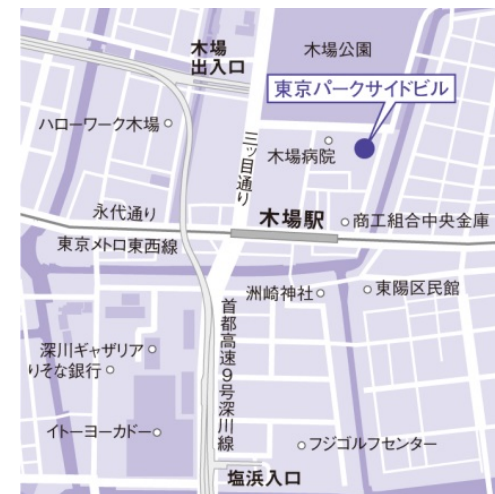 木場
出入口
木場公園
東京パークサイドビル
ハローワーク木場
木場病院
三ッ目通り
永代通り
木場駅
商工組合中央金庫
東京メトロ東西線
洲崎神社
東陽区民館
首都高速9号深川線
深川ギャザリア
りそな銀行
イトーヨーカドー
フジゴルフセンター
塩浜入口